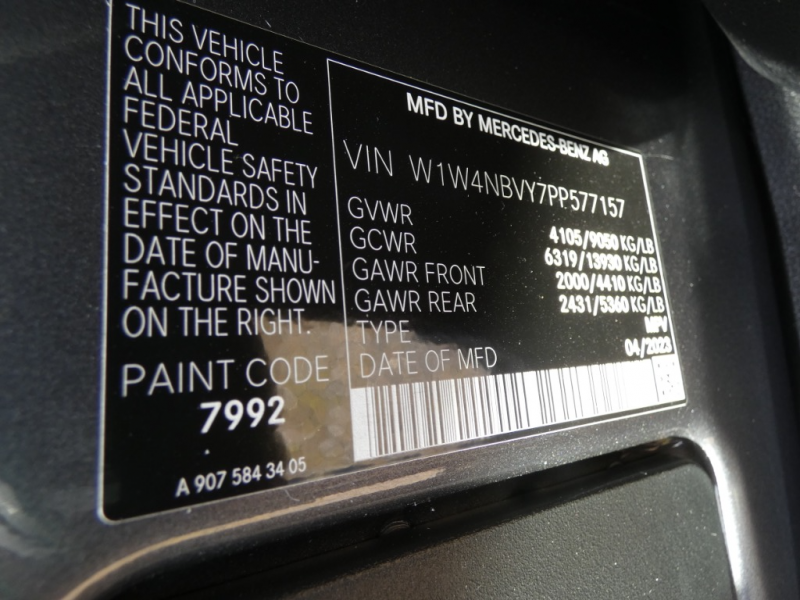 THIS VEHICLE
CONFORMS TO
ALL APPLICABLE
FEDERAL
VEHICLE SAFETY
STANDARDS IN
EFFECT ON THE
DATE OF MANU-
FACTURE SHOWN
ON THE RIGHT.
PAINT CODE
7992
A 907 584 34 05
MFD BY MERCEDES-BENZ AG
VIN W1W4NBVY7PP577157
GVWR 4105/9050 KG/LB
GCWR 6319/13930 KG/LB
GAWR FRONT 2000/4410 KG/LB
GAWR REAR 2431/5360 KG/LB
TYPE MPV
DATE OF MFD 04/2023